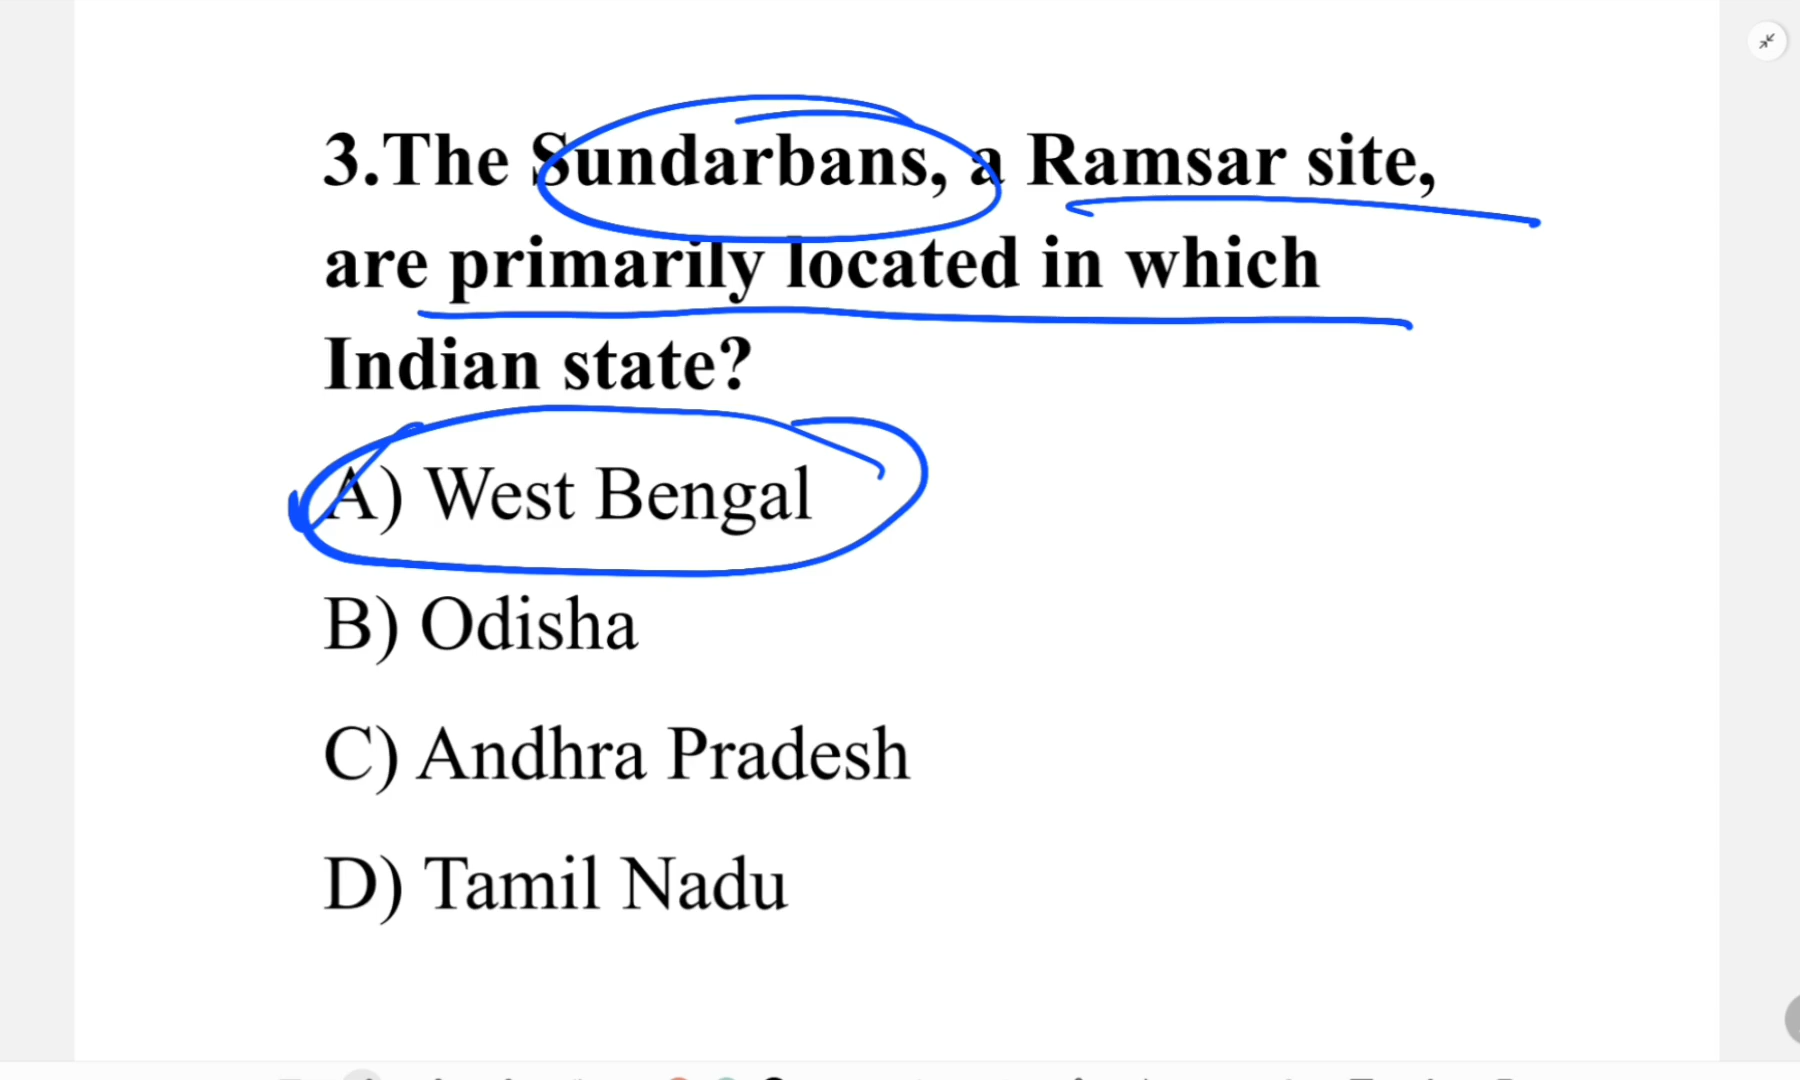 3.The Sundarbans, a Ramsar site,
are primarily located in which
Indian state?
A) West Bengal
B) Odisha
C) Andhra Pradesh
D) Tamil Nadu